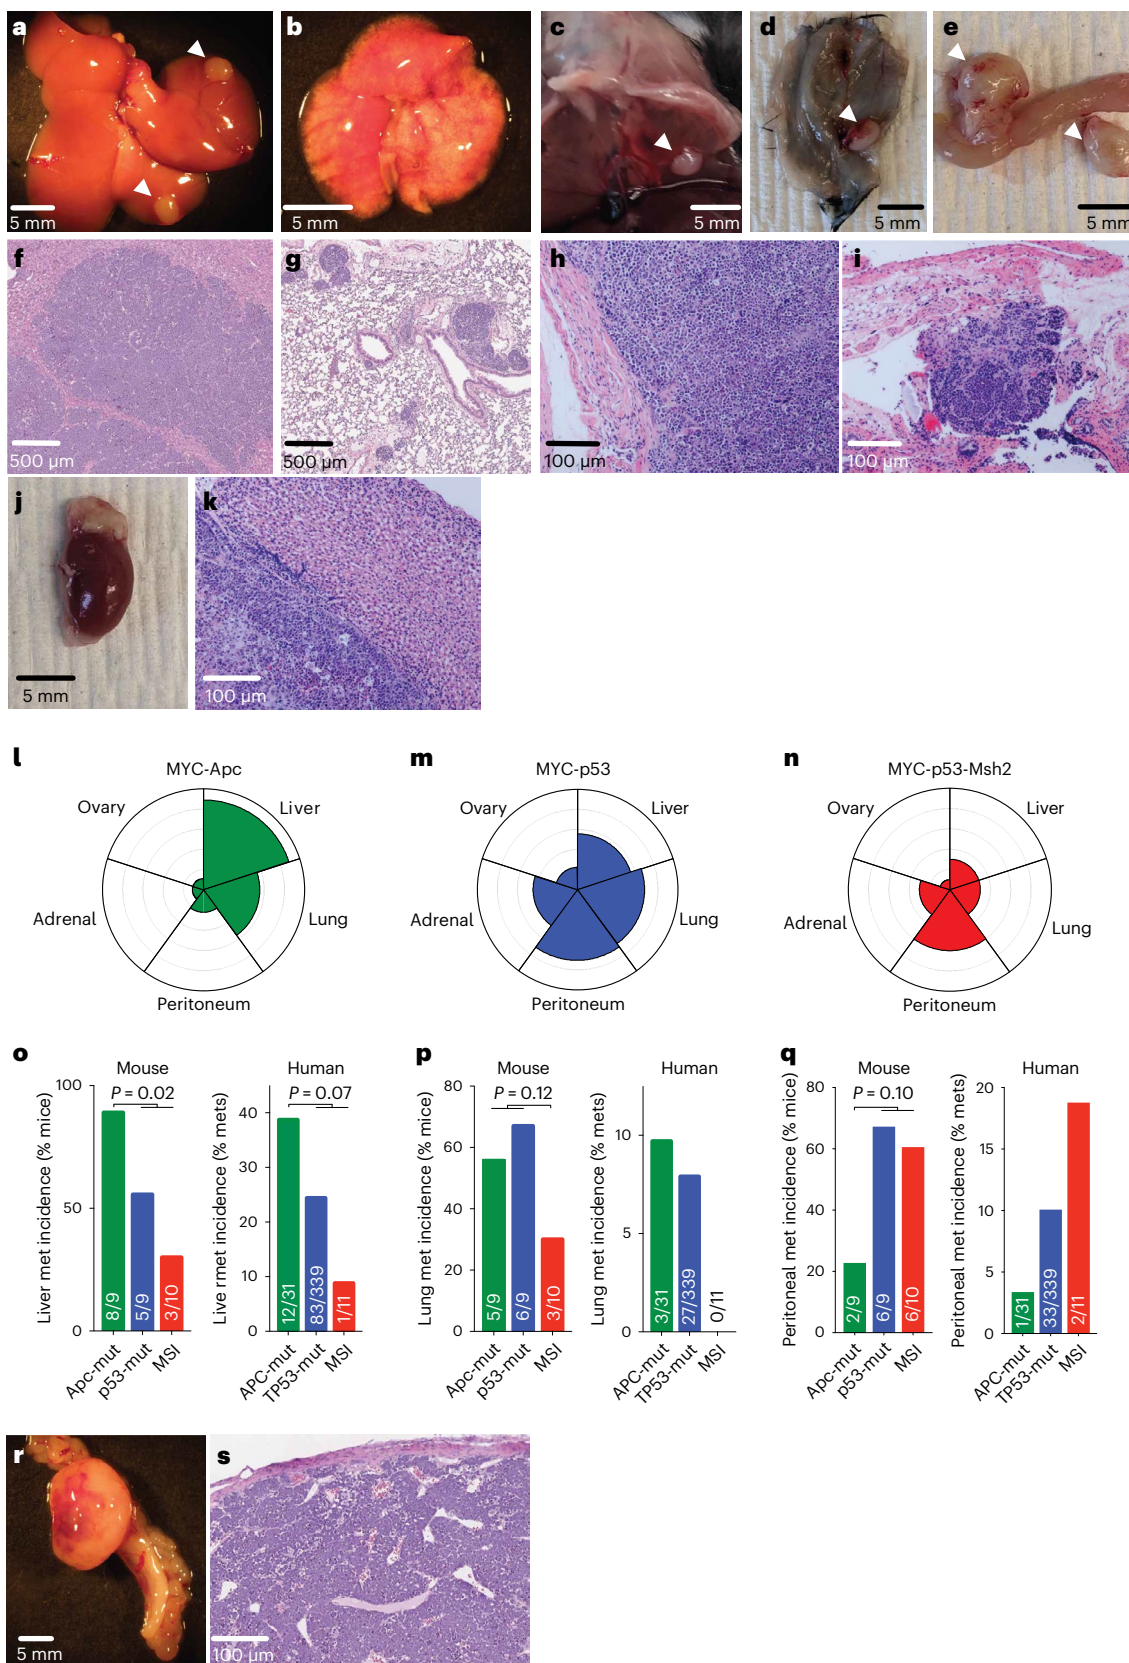 a
b
c
d
e
5 mm
5 mm
5 mm
5 mm
5 mm
f
g
h
i
500 µm
500 µm
100 µm
100 µm
j
k
5 mm
100 µm
l
m
n
MYC-Apc
MYC-p53
MYC-p53-Msh2
Ovary
Liver
Ovary
Liver
Ovary
Liver
Adrenal
Lung
Adrenal
Lung
Adrenal
Lung
Peritoneum
Peritoneum
Peritoneum
o
Mouse
P = 0.02
Liver met incidence (% mice)
100
50
0
8/9
5/9
3/10
Apc-mut
p53-mut
MSI
Human
P = 0.07
Live rmet incidence (% mets)
40
30
20
10
0
12/31
83/339
1/11
APC-mut
TP53-mut
MSI
p
Mouse
P = 0.12
Lung met incidence (% mice)
80
60
40
20
0
5/9
6/9
3/10
Apc-mut
p53-mut
MSI
Human
Lung met incidence (% mets)
10
5
0
3/31
27/339
0/11
APC-mut
TP53-mut
MSI
q
Mouse
P = 0.10
Peritoneal met incidence (% mice)
80
60
40
20
0
2/9
6/9
6/10
Apc-mut
p53-mut
MSI
Human
Peritoneal met incidence (% mets)
20
15
10
5
0
1/31
33/339
2/11
APC-mut
TP53-mut
MSI
r
s
5 mm
100 µm